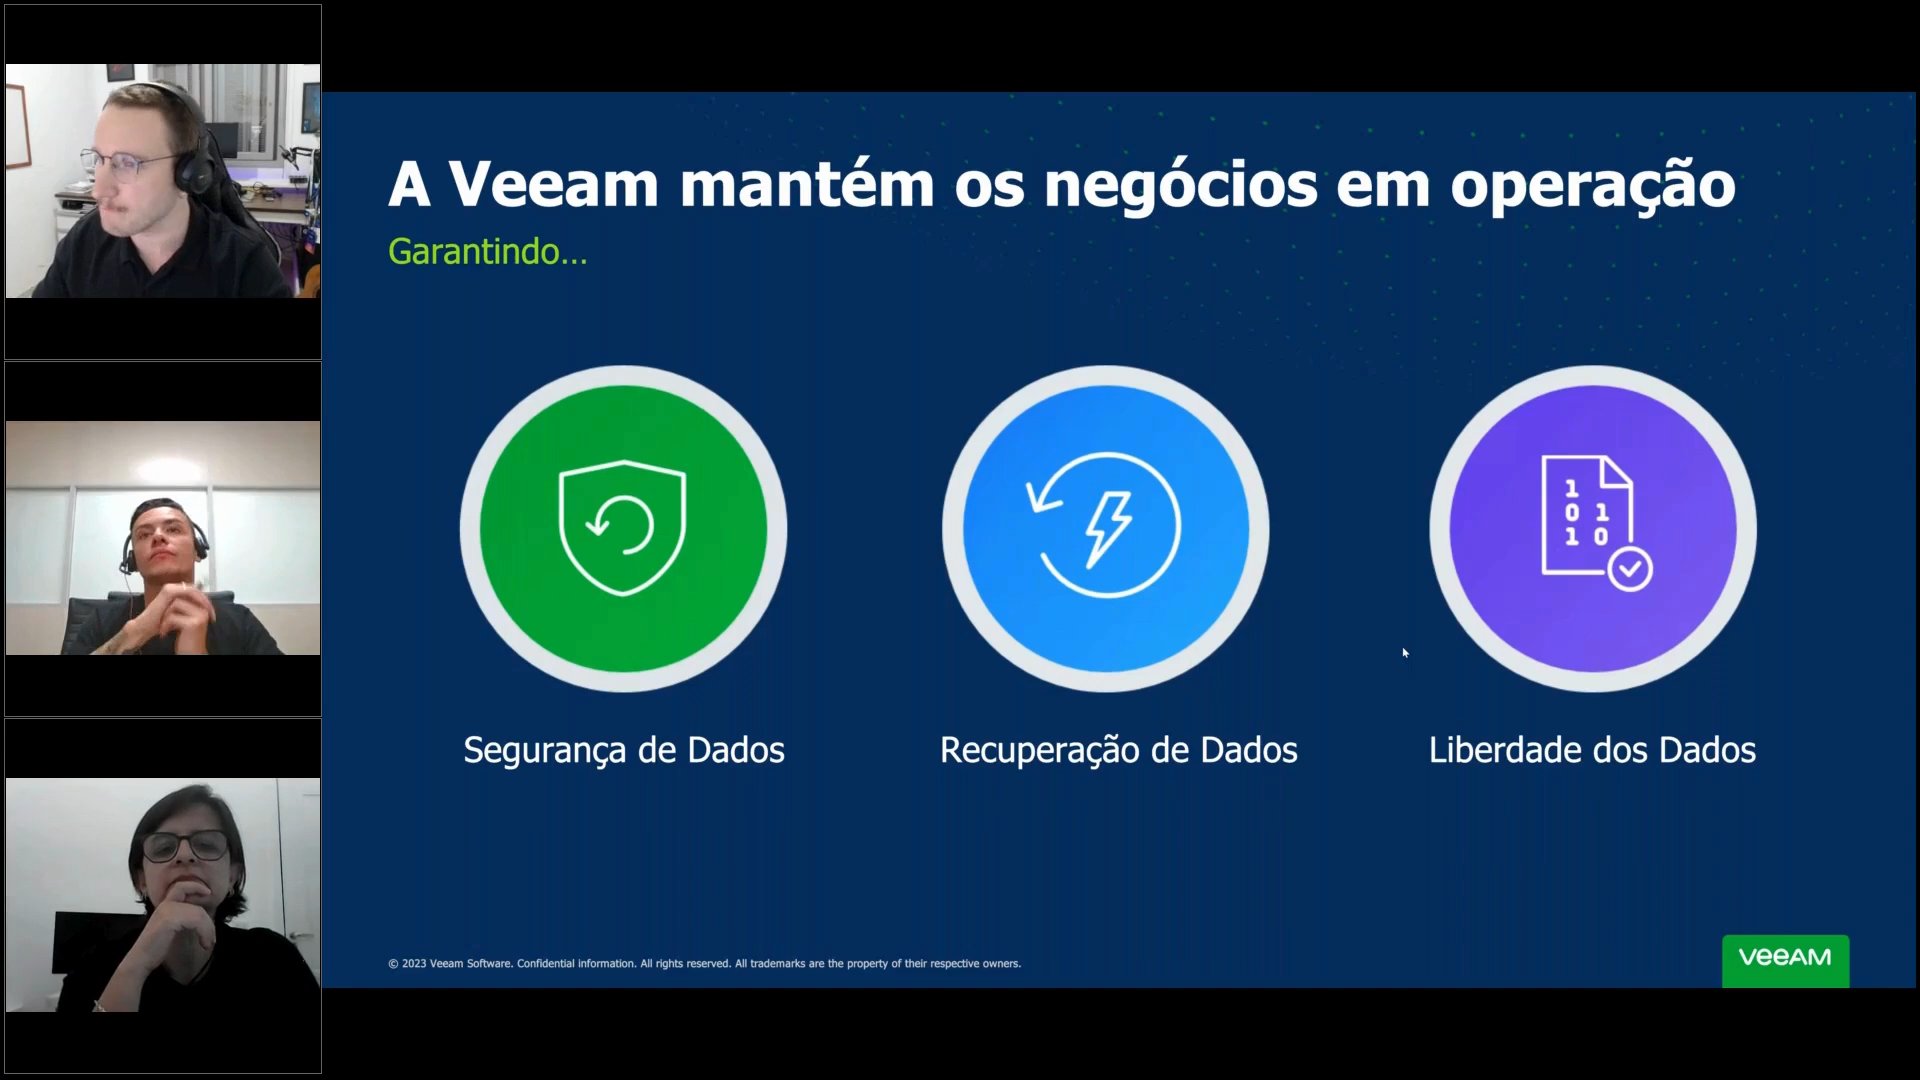 A Veeam mantém os negócios em operação
Garantindo...
1
0 1
1 0
Segurança de Dados
Recuperação de Dados
Liberdade dos Dados
© 2023 Veeam Software. Confidential information. All rights reserved. All trademarks are the property of their respective owners.
veeAM